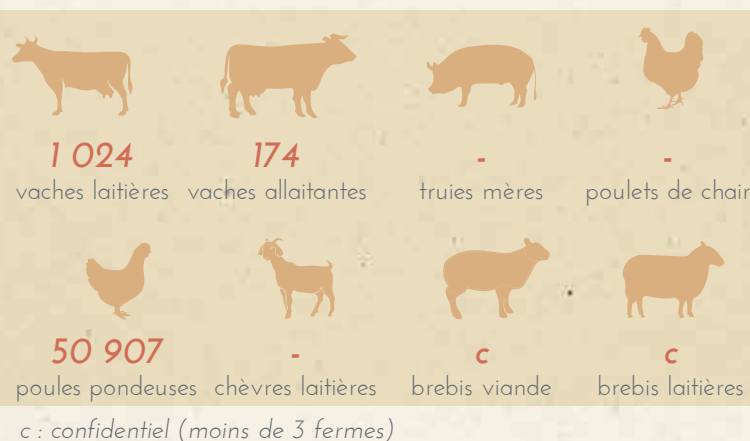 1 024 174 - -
vaches laitières vaches allaitantes truies mères poulets de chair
50 907 - c c
poules pondeuses chèvres laitières brebis viande brebis laitières
c : confidentiel (moins de 3 fermes)